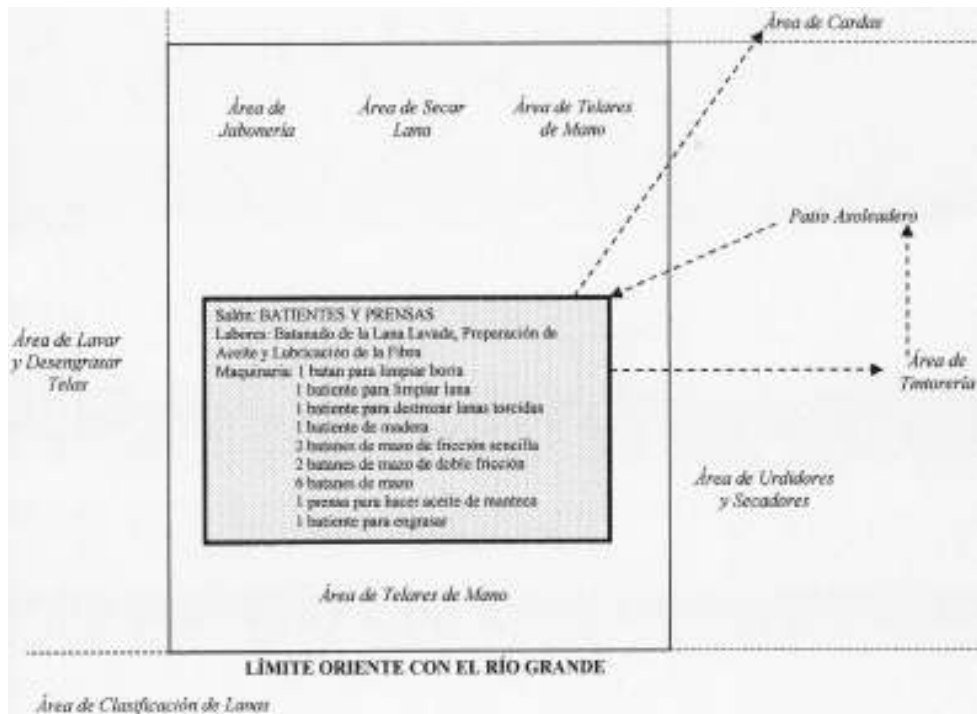 Área de Cardas
Área de
Jabonería
Área de Secar
Lana
Área de Telares
de Mano
Patio Asoleadero
Salón: BATIENTES Y PRENSAS
Labores: Batanado de la Lana Lavada, Preparación de
Aceite y Lubricación de la Fibra
Maquinaria: 1 batan para limpiar borra
1 batiente para limpiar lana
1 batiente para destrozar lanas torcidas
1 batiente de madera
2 batanes de mazo de fricción sencilla
2 batanes de mazo de doble fricción
6 batanes de mazo
1 prensa para hacer aceite de manteca
1 batiente para engrasar
Área de Lavar
y Desengrasar
Telas
Área de
Tintorería
Área de Urdidores
y Secadores
Área de Telares de Mano
LÍMITE ORIENTE CON EL RÍO GRANDE
Área de Clasificación de Lanas